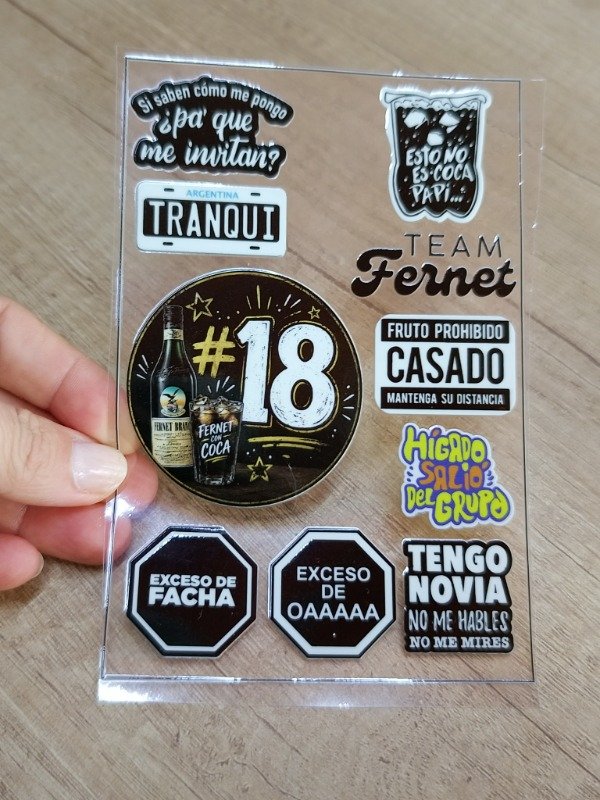 Si saben cómo me pongo
¿pa' que
me invitan?
ESTO NO
ES COCA
PAPI...
ARGENTINA
TRANQUI
TEAM
Fernet
#18
FERNET BRANCA
FERNET
CON
COCA
FRUTO PROHIBIDO
CASADO
MANTENGA SU DISTANCIA
HÍGADO
SALIÓ
DEL GRUPO
EXCESO DE
FACHA
EXCESO
DE
OAAAAA
TENGO
NOVIA
NO ME HABLES
NO ME MIRES